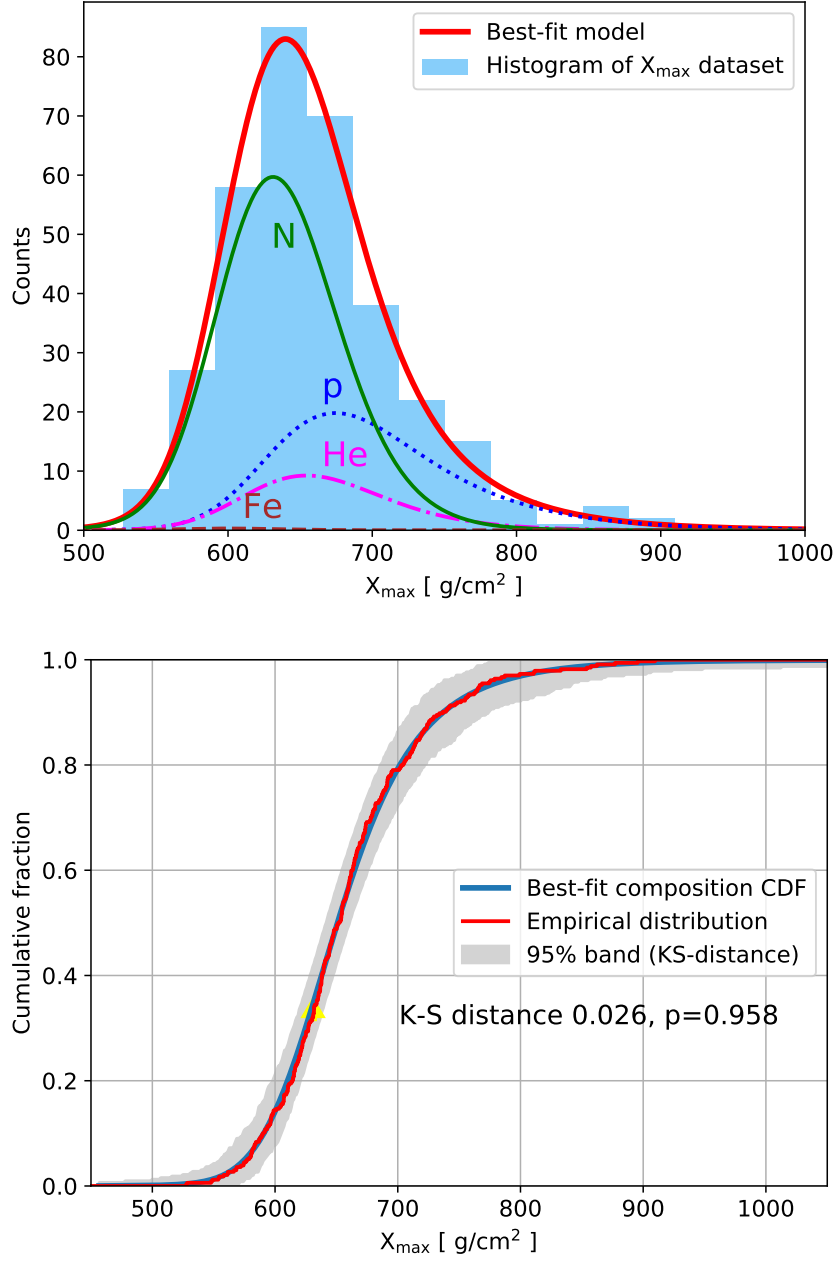 Best-fit model
Histogram of Xmax dataset
80
70
60
50
40
30
20
10
0
Counts
N
p
He
Fe
500 600 700 800 900 1000
Xmax [ g/cm² ]
1.0
0.8
0.6
0.4
0.2
0.0
Cumulative fraction
Best-fit composition CDF
Empirical distribution
95% band (KS-distance)
K-S distance 0.026, p=0.958
500 600 700 800 900 1000
Xmax [ g/cm² ]